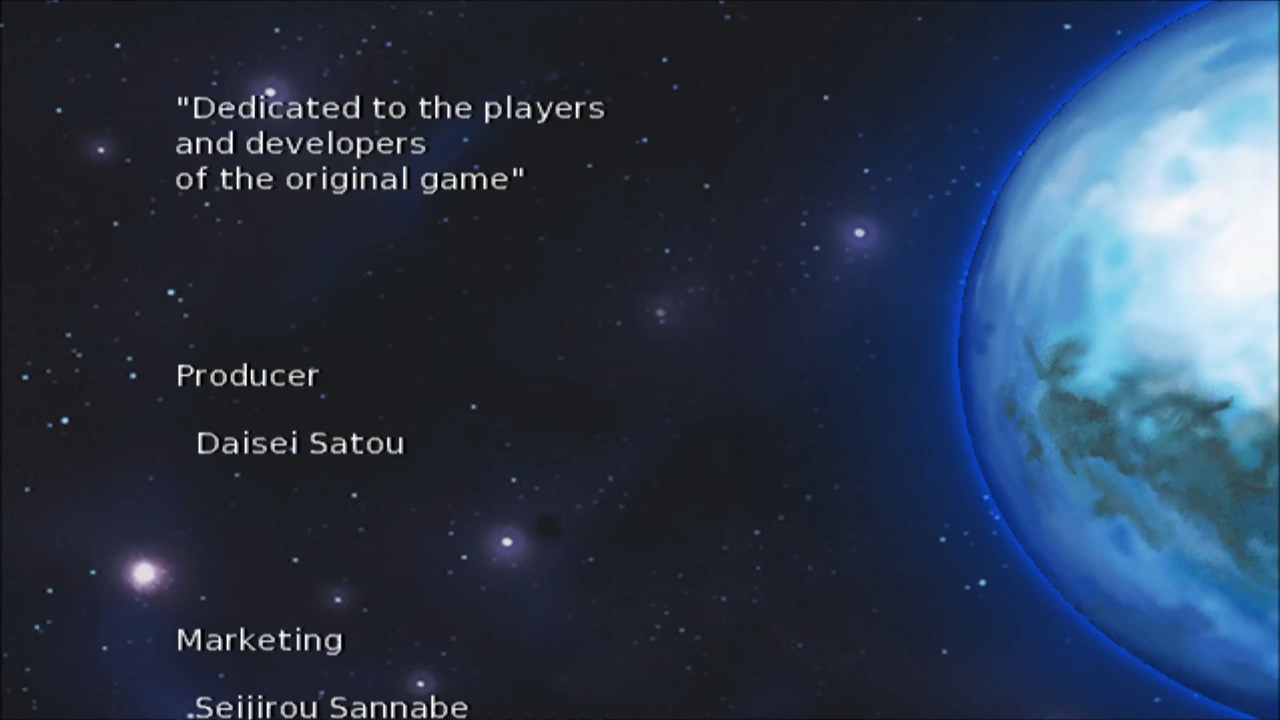 "Dedicated to the players
and developers
of the original game"
Producer
Daisei Satou
Marketing
Seijirou Sannabe